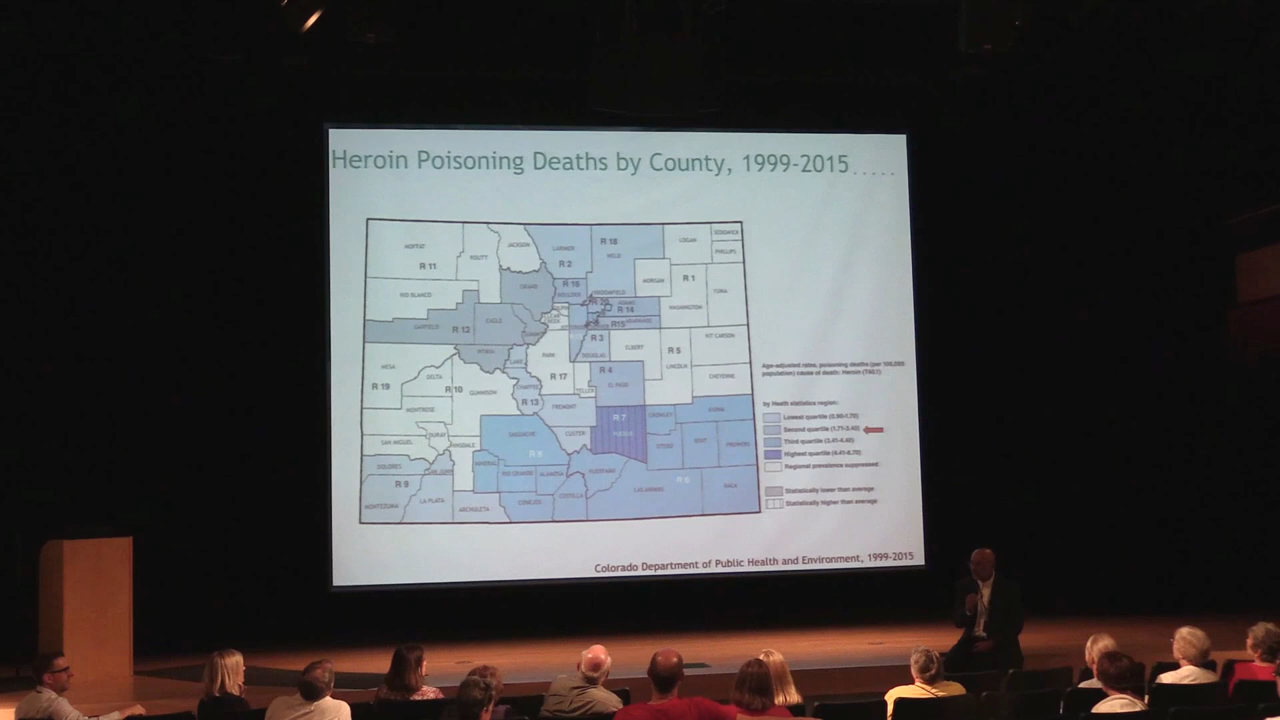 Heroin Poisoning Deaths by County, 1999-2015.....
MOFFAT
R 11
ROUTT
JACKSON
LARIMER
R 2
R 18
WELD
LOGAN
SEDGWICK
PHILLIPS
RIO BLANCO
GRAND
R 16
BOULDER
BROOMFIELD
MORGAN
R 1
WASHINGTON
YUMA
GARFIELD
R 12
EAGLE
ADAMS
R 14
R15
ARAPAHOE
MESA
R 19
DELTA
R 10
GUNNISON
PITKIN
LAKE
PARK
R 17
R 3
DOUGLAS
ELBERT
R 5
LINCOLN
KIT CARSON
CHEYENNE
MONTROSE
CHAFFEE
R 13
TELLER
R 4
EL PASO
FREMONT
SAN MIGUEL
OURAY
HINSDALE
SAGUACHE
R 8
CUSTER
R 7
PUEBLO
CROWLEY
KIOWA
OTERO
BENT
PROWERS
DOLORES
SAN JUAN
MINERAL
RIO GRANDE
ALAMOSA
HUERFANO
R 9
MONTEZUMA
LA PLATA
ARCHULETA
CONEJOS
COSTILLA
LAS ANIMAS
R 6
BACA
Age-adjusted rates, poisoning deaths (per 100,000
population) cause of death: Heroin (T40.1)
by Health statistics region:
Lowest quartile (0.90-1.70)
Second quartile (1.71-3.40)
Third quartile (3.41-4.40)
Highest quartile (4.41-6.70)
Regional prevalence suppressed
Statistically lower than average
Statistically higher than average
Colorado Department of Public Health and Environment, 1999-2015